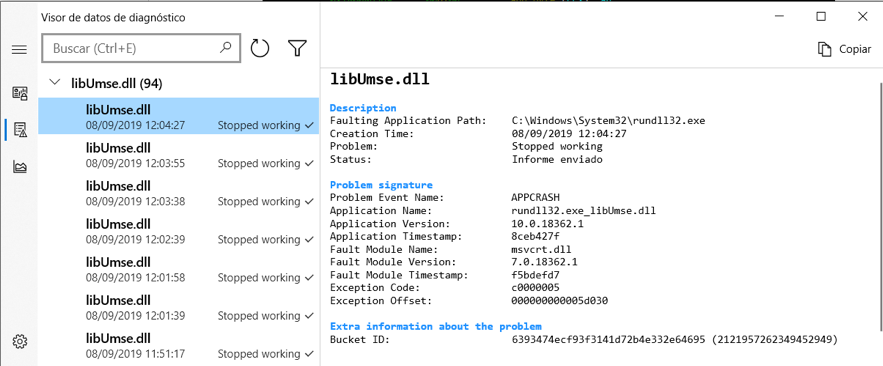 Visor de datos de diagnóstico
Buscar (Ctrl+E)
Copiar
libUmse.dll (94)
libUmse.dll
08/09/2019 12:04:27 Stopped working
libUmse.dll
08/09/2019 12:03:55 Stopped working
libUmse.dll
08/09/2019 12:03:38 Stopped working
libUmse.dll
08/09/2019 12:02:39 Stopped working
libUmse.dll
08/09/2019 12:01:58 Stopped working
libUmse.dll
08/09/2019 12:01:39 Stopped working
libUmse.dll
08/09/2019 11:51:17 Stopped working
libUmse.dll
Description
Faulting Application Path: C:\Windows\System32\rundll32.exe
Creation Time: 08/09/2019 12:04:27
Problem: Stopped working
Status: Informe enviado
Problem signature
Problem Event Name: APPCRASH
Application Name: rundll32.exe_libUmse.dll
Application Version: 10.0.18362.1
Application Timestamp: 8ceb427f
Fault Module Name: msvcrt.dll
Fault Module Version: 7.0.18362.1
Fault Module Timestamp: f5bdefd7
Exception Code: c0000005
Exception Offset: 000000000005d030
Extra information about the problem
Bucket ID: 6393474ecf93f3141d72b4e332e64695 (2121957262349452949)